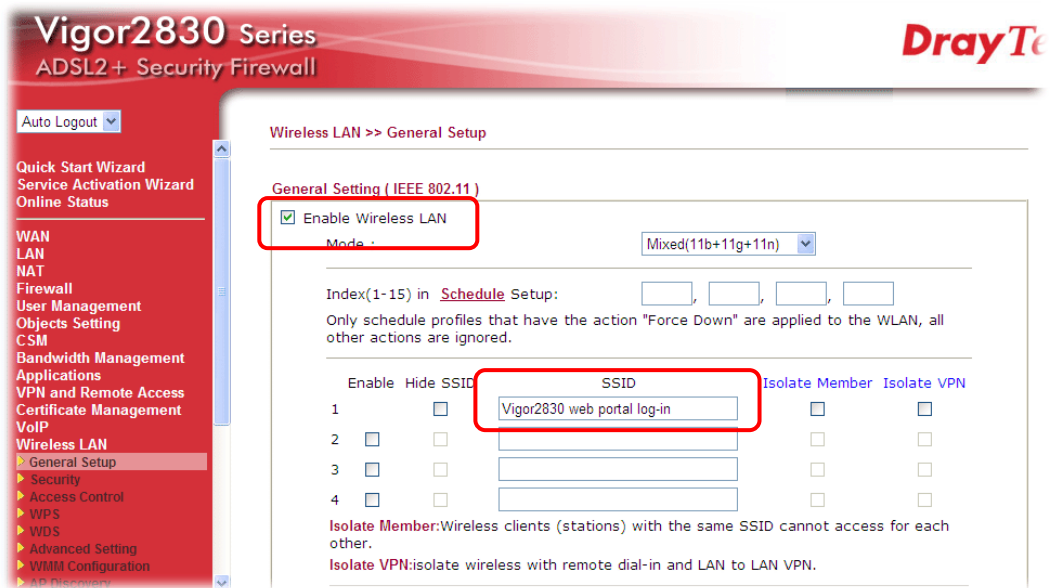 Vigor2830 Series
ADSL2+ Security Firewall
Dray
Auto Logout
Quick Start Wizard
Service Activation Wizard
Online Status
WAN
LAN
NAT
Firewall
User Management
Objects Setting
CSM
Bandwidth Management
Applications
VPN and Remote Access
Certificate Management
VoIP
Wireless LAN
General Setup
Security
Access Control
WPS
WDS
Advanced Setting
WMM Configuration
AP Discovery
Wireless LAN >> General Setup
General Setting ( IEEE 802.11 )
Enable Wireless LAN
Mode :
Mixed(11b+11g+11n)
Index(1-15) in Schedule Setup:
, , ,
Only schedule profiles that have the action "Force Down" are applied to the WLAN, all
other actions are ignored.
Enable Hide SSID SSID Isolate Member Isolate VPN
1 Vigor2830 web portal log-in
2
3
4
Isolate Member:Wireless clients (stations) with the same SSID cannot access for each
other.
Isolate VPN:isolate wireless with remote dial-in and LAN to LAN VPN.